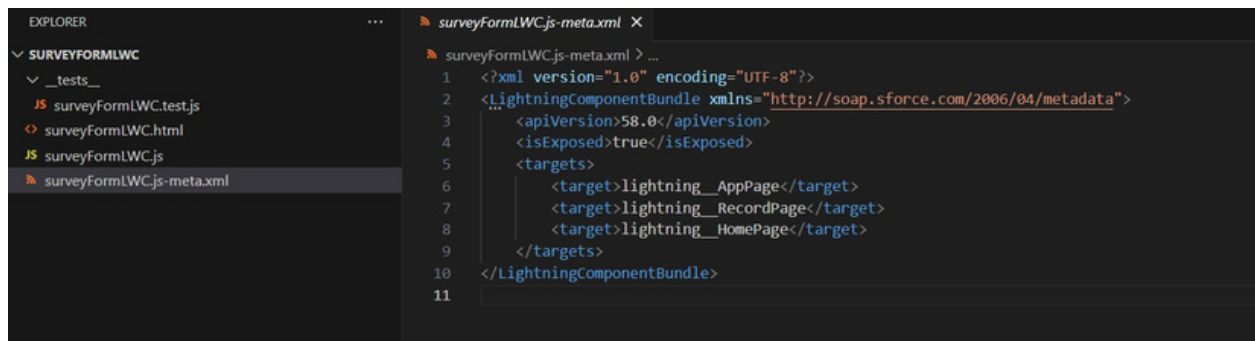 EXPLORER
...
surveyFormLWC.js-meta.xml X
SURVEYFORMLWC
__tests__
JS surveyFormLWC.test.js
<> surveyFormLWC.html
JS surveyFormLWC.js
surveyFormLWC.js-meta.xml
surveyFormLWC.js-meta.xml > ...
1 <?xml version="1.0" encoding="UTF-8"?>
2 <LightningComponentBundle xmlns="http://soap.sforce.com/2006/04/metadata">
3 <apiVersion>58.0</apiVersion>
4 <isExposed>true</isExposed>
5 <targets>
6 <target>lightning__AppPage</target>
7 <target>lightning__RecordPage</target>
8 <target>lightning__HomePage</target>
9 </targets>
10 </LightningComponentBundle>
11